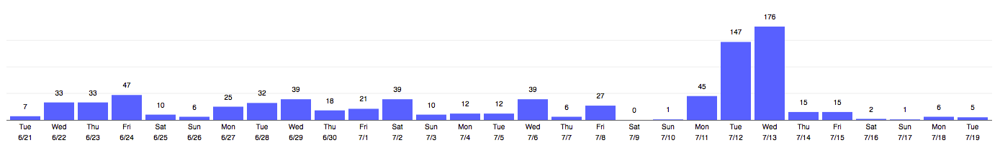 176
147
47
45
33 33 39 39 39
32
25 27
18 21
7 10 6 10 12 12 6 0 1 15 15 2 1 6 5
Tue Wed Thu Fri Sat Sun Mon Tue Wed Thu Fri Sat Sun Mon Tue Wed Thu Fri Sat Sun Mon Tue Wed Thu Fri Sat Sun Mon Tue
6/21 6/22 6/23 6/24 6/25 6/26 6/27 6/28 6/29 6/30 7/1 7/2 7/3 7/4 7/5 7/6 7/7 7/8 7/9 7/10 7/11 7/12 7/13 7/14 7/15 7/16 7/17 7/18 7/19